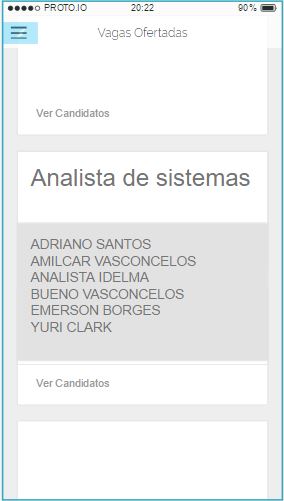 PROTO.IO 20:22 90%
Vagas Ofertadas
Ver Candidatos
Analista de sistemas
ADRIANO SANTOS
AMILCAR VASCONCELOS
ANALISTA IDELMA
BUENO VASCONCELOS
EMERSON BORGES
YURI CLARK
Ver Candidatos